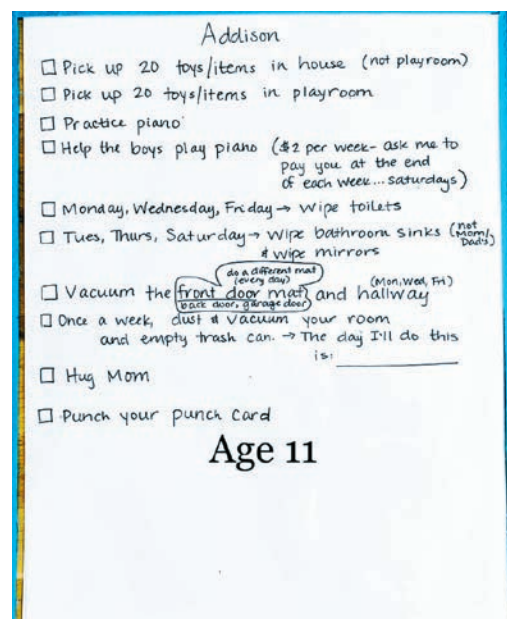 Addison
☐ Pick up 20 toys/items in house (not playroom)
☐ Pick up 20 toys/items in playroom
☐ Practice piano
☐ Help the boys play piano ($2 per week- ask me to
pay you at the end
of each week... Saturdays)
☐ Monday, Wednesday, Friday → wipe toilets
☐ Tues, Thurs, Saturday → wipe bathroom sinks (not Mom/Dad's)
& wipe mirrors
do a different mat
(every day)
☐ Vacuum the front door mat and hallway (Mon, Wed, Fri)
back door, garage door
☐ Once a week, dust & vacuum your room
and empty trash can. → The day I'll do this
is:
☐ Hug Mom
☐ Punch your punch card
Age 11